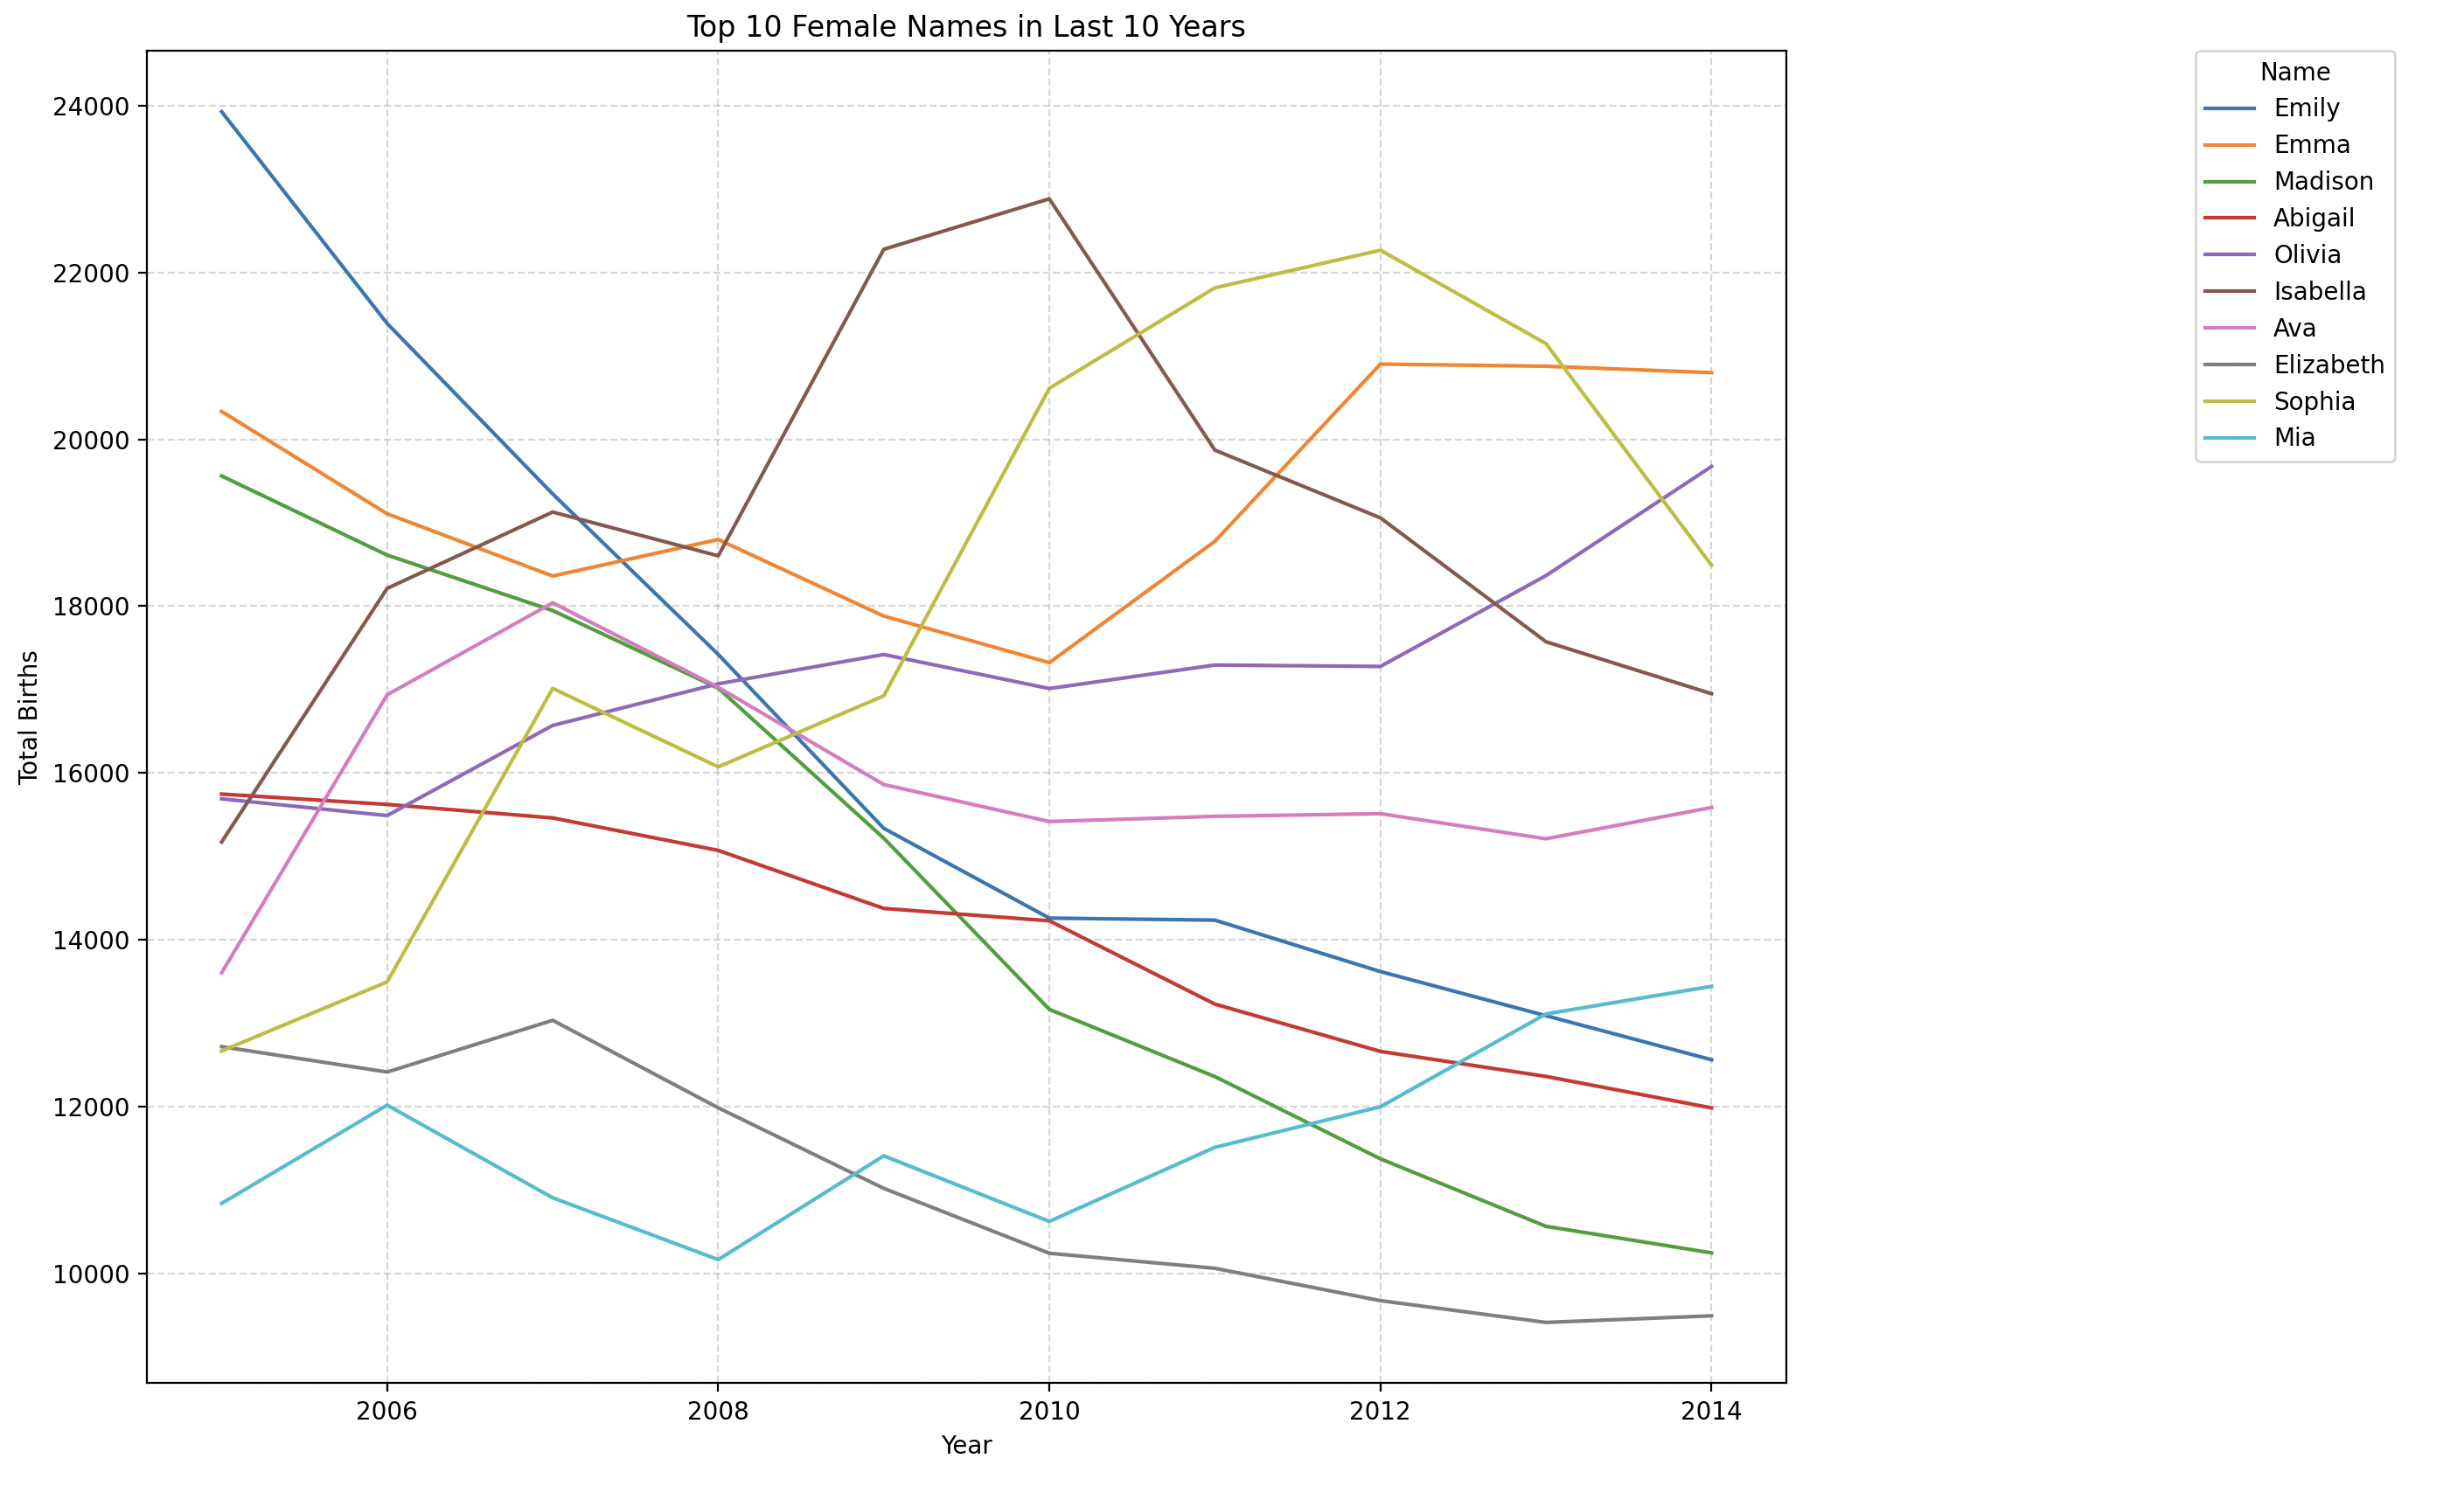 Top 10 Female Names in Last 10 Years
Total Births
24000
22000
20000
18000
16000
14000
12000
10000
2006 2008 2010 2012 2014
Year
Name
Emily
Emma
Madison
Abigail
Olivia
Isabella
Ava
Elizabeth
Sophia
Mia